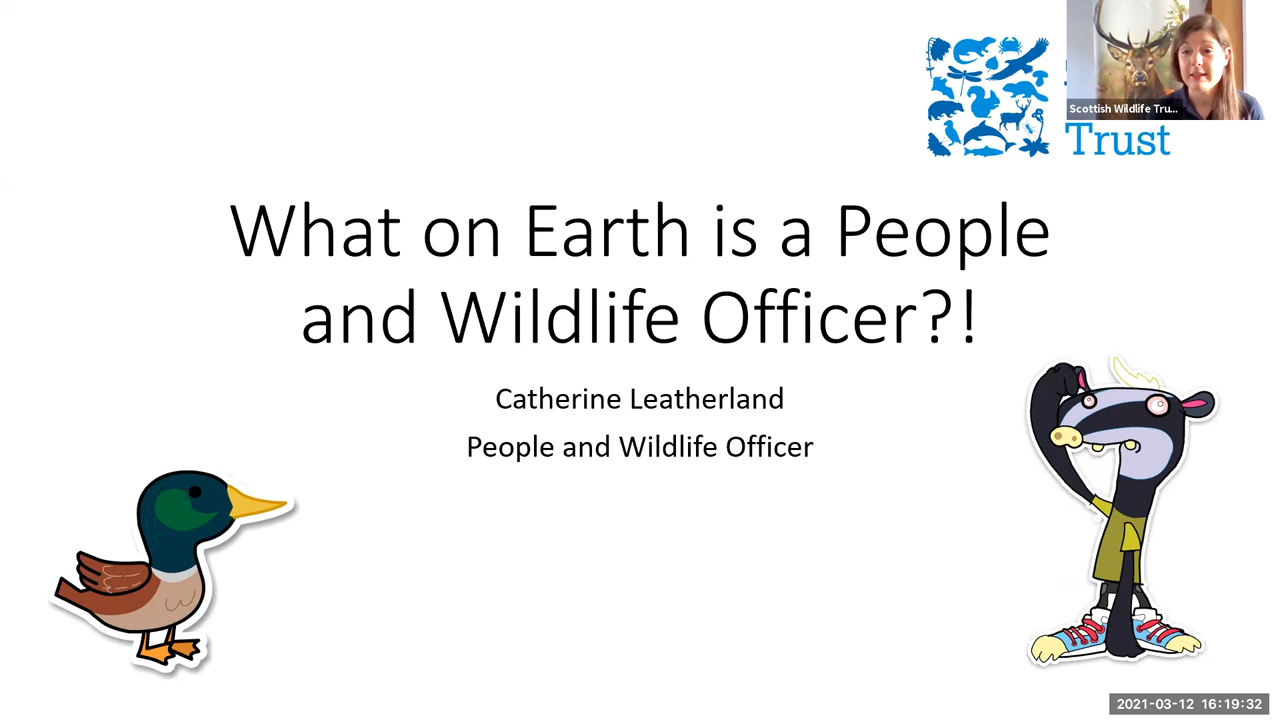 Scottish Wildlife Tru...
Trust
What on Earth is a People
and Wildlife Officer?!
Catherine Leatherland
People and Wildlife Officer
2021-03-12 16:19:32